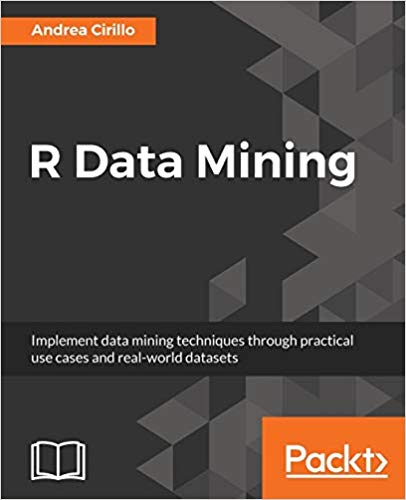 Andrea Cirillo
R Data Mining
Implement data mining techniques through practical
use cases and real-world datasets
Packt>